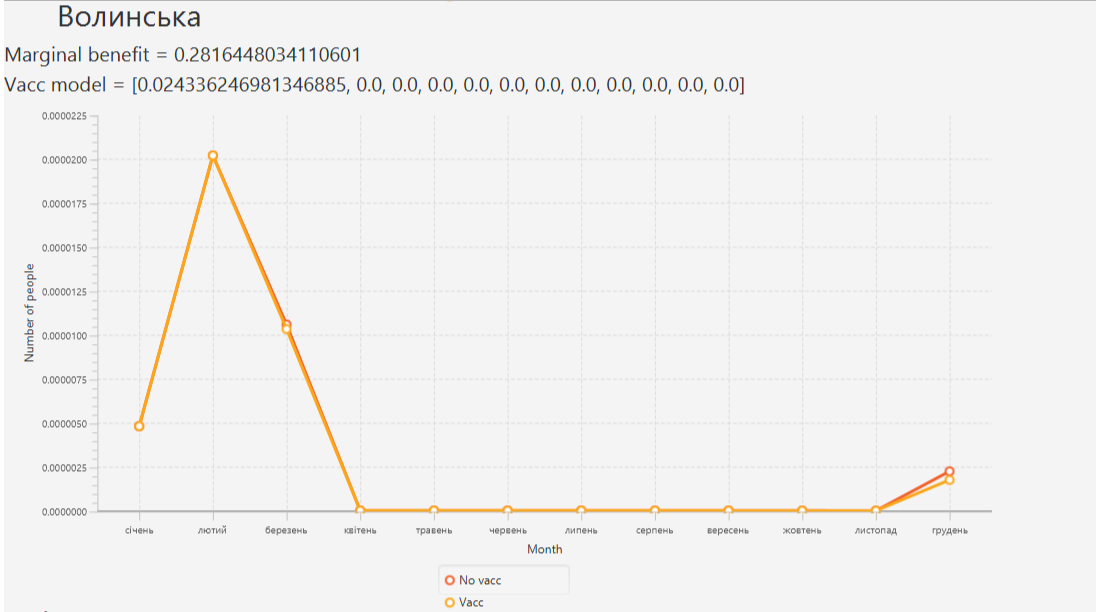 Волинська
Marginal benefit = 0.2816448034110601
Vacc model = [0.024336246981346885, 0.0, 0.0, 0.0, 0.0, 0.0, 0.0, 0.0, 0.0, 0.0, 0.0, 0.0]
Number of people
0.0000225
0.0000200
0.0000175
0.0000150
0.0000125
0.0000100
0.0000075
0.0000050
0.0000025
0.0000000
січень лютий березень квітень травень червень липень серпень вересень жовтень листопад грудень
Month
No vacc
Vacc